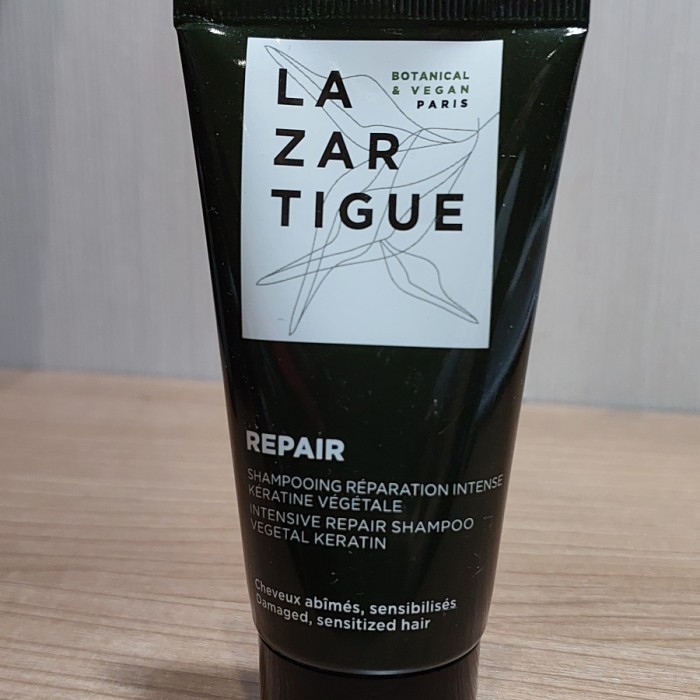 LA
ZAR
TIGUE
BOTANICAL
& VEGAN
PARIS
REPAIR
SHAMPOOING RÉPARATION INTENSE
KÉRATINE VÉGÉTALE
INTENSIVE REPAIR SHAMPOO
VEGETAL KERATIN
Cheveux abîmés, sensibilisés
Damaged, sensitized hair